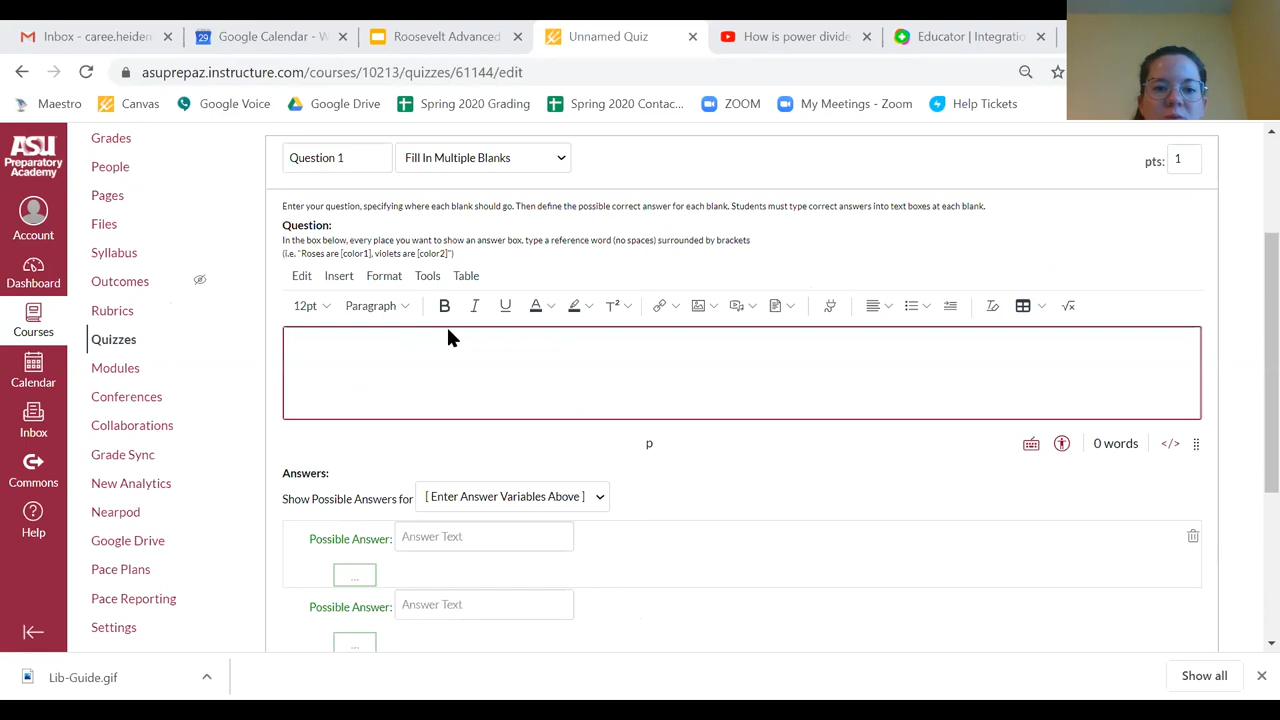 Inbox - caree.heiden
Google Calendar - W
Roosevelt Advanced
Unnamed Quiz
How is power divide
Educator | Integratio
asuprepaz.instructure.com/courses/10213/quizzes/61144/edit
Maestro
Canvas
Google Voice
Google Drive
Spring 2020 Grading
Spring 2020 Contac...
ZOOM
My Meetings - Zoom
Help Tickets
ASU
Preparatory
Academy
Account
Dashboard
Courses
Calendar
Inbox
Commons
Help
Grades
People
Pages
Files
Syllabus
Outcomes
Rubrics
Quizzes
Modules
Conferences
Collaborations
Grade Sync
New Analytics
Nearpod
Google Drive
Pace Plans
Pace Reporting
Settings
Question 1
Fill In Multiple Blanks
pts: 1
Enter your question, specifying where each blank should go. Then define the possible correct answer for each blank. Students must type correct answers into text boxes at each blank.
Question:
In the box below, every place you want to show an answer box, type a reference word (no spaces) surrounded by brackets
(i.e. "Roses are [color1], violets are [color2]")
Edit Insert Format Tools Table
12pt Paragraph B I U A T²
p
0 words </>
Answers:
Show Possible Answers for [ Enter Answer Variables Above ]
Possible Answer: Answer Text
...
Possible Answer: Answer Text
...
Lib-Guide.gif
Show all